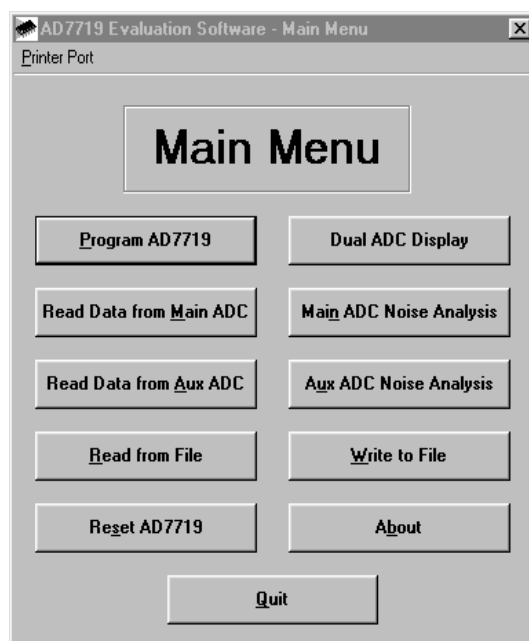 AD7719 Evaluation Software - Main Menu
Printer Port
Main Menu
Program AD7719
Dual ADC Display
Read Data from Main ADC
Main ADC Noise Analysis
Read Data from Aux ADC
Aux ADC Noise Analysis
Read from File
Write to File
Reset AD7719
About
Quit